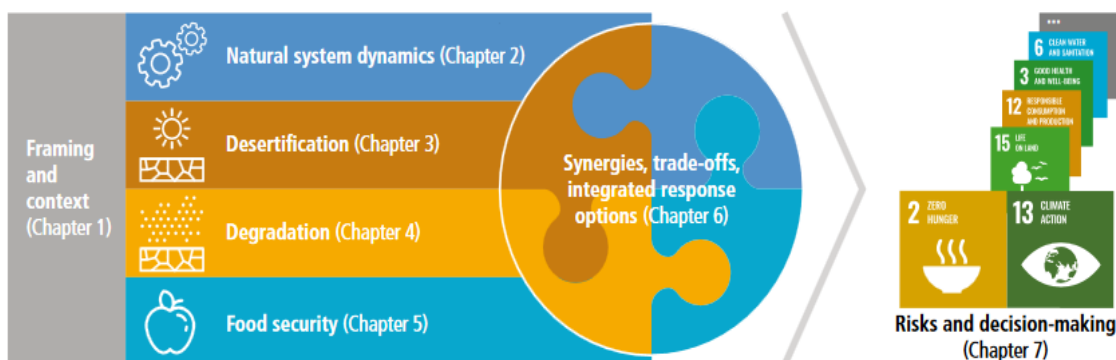 Framing
and
context
(Chapter 1)
Natural system dynamics (Chapter 2)
Desertification (Chapter 3)
Degradation (Chapter 4)
Food security (Chapter 5)
Synergies, trade-offs,
integrated response
options (Chapter 6)
...
6 CLEAN WATER
AND SANITATION
3 GOOD HEALTH
AND WELL-BEING
12 RESPONSIBLE
CONSUMPTION
AND PRODUCTION
15 LIFE
ON LAND
2 ZERO
HUNGER
13 CLIMATE
ACTION
Risks and decision-making
(Chapter 7)